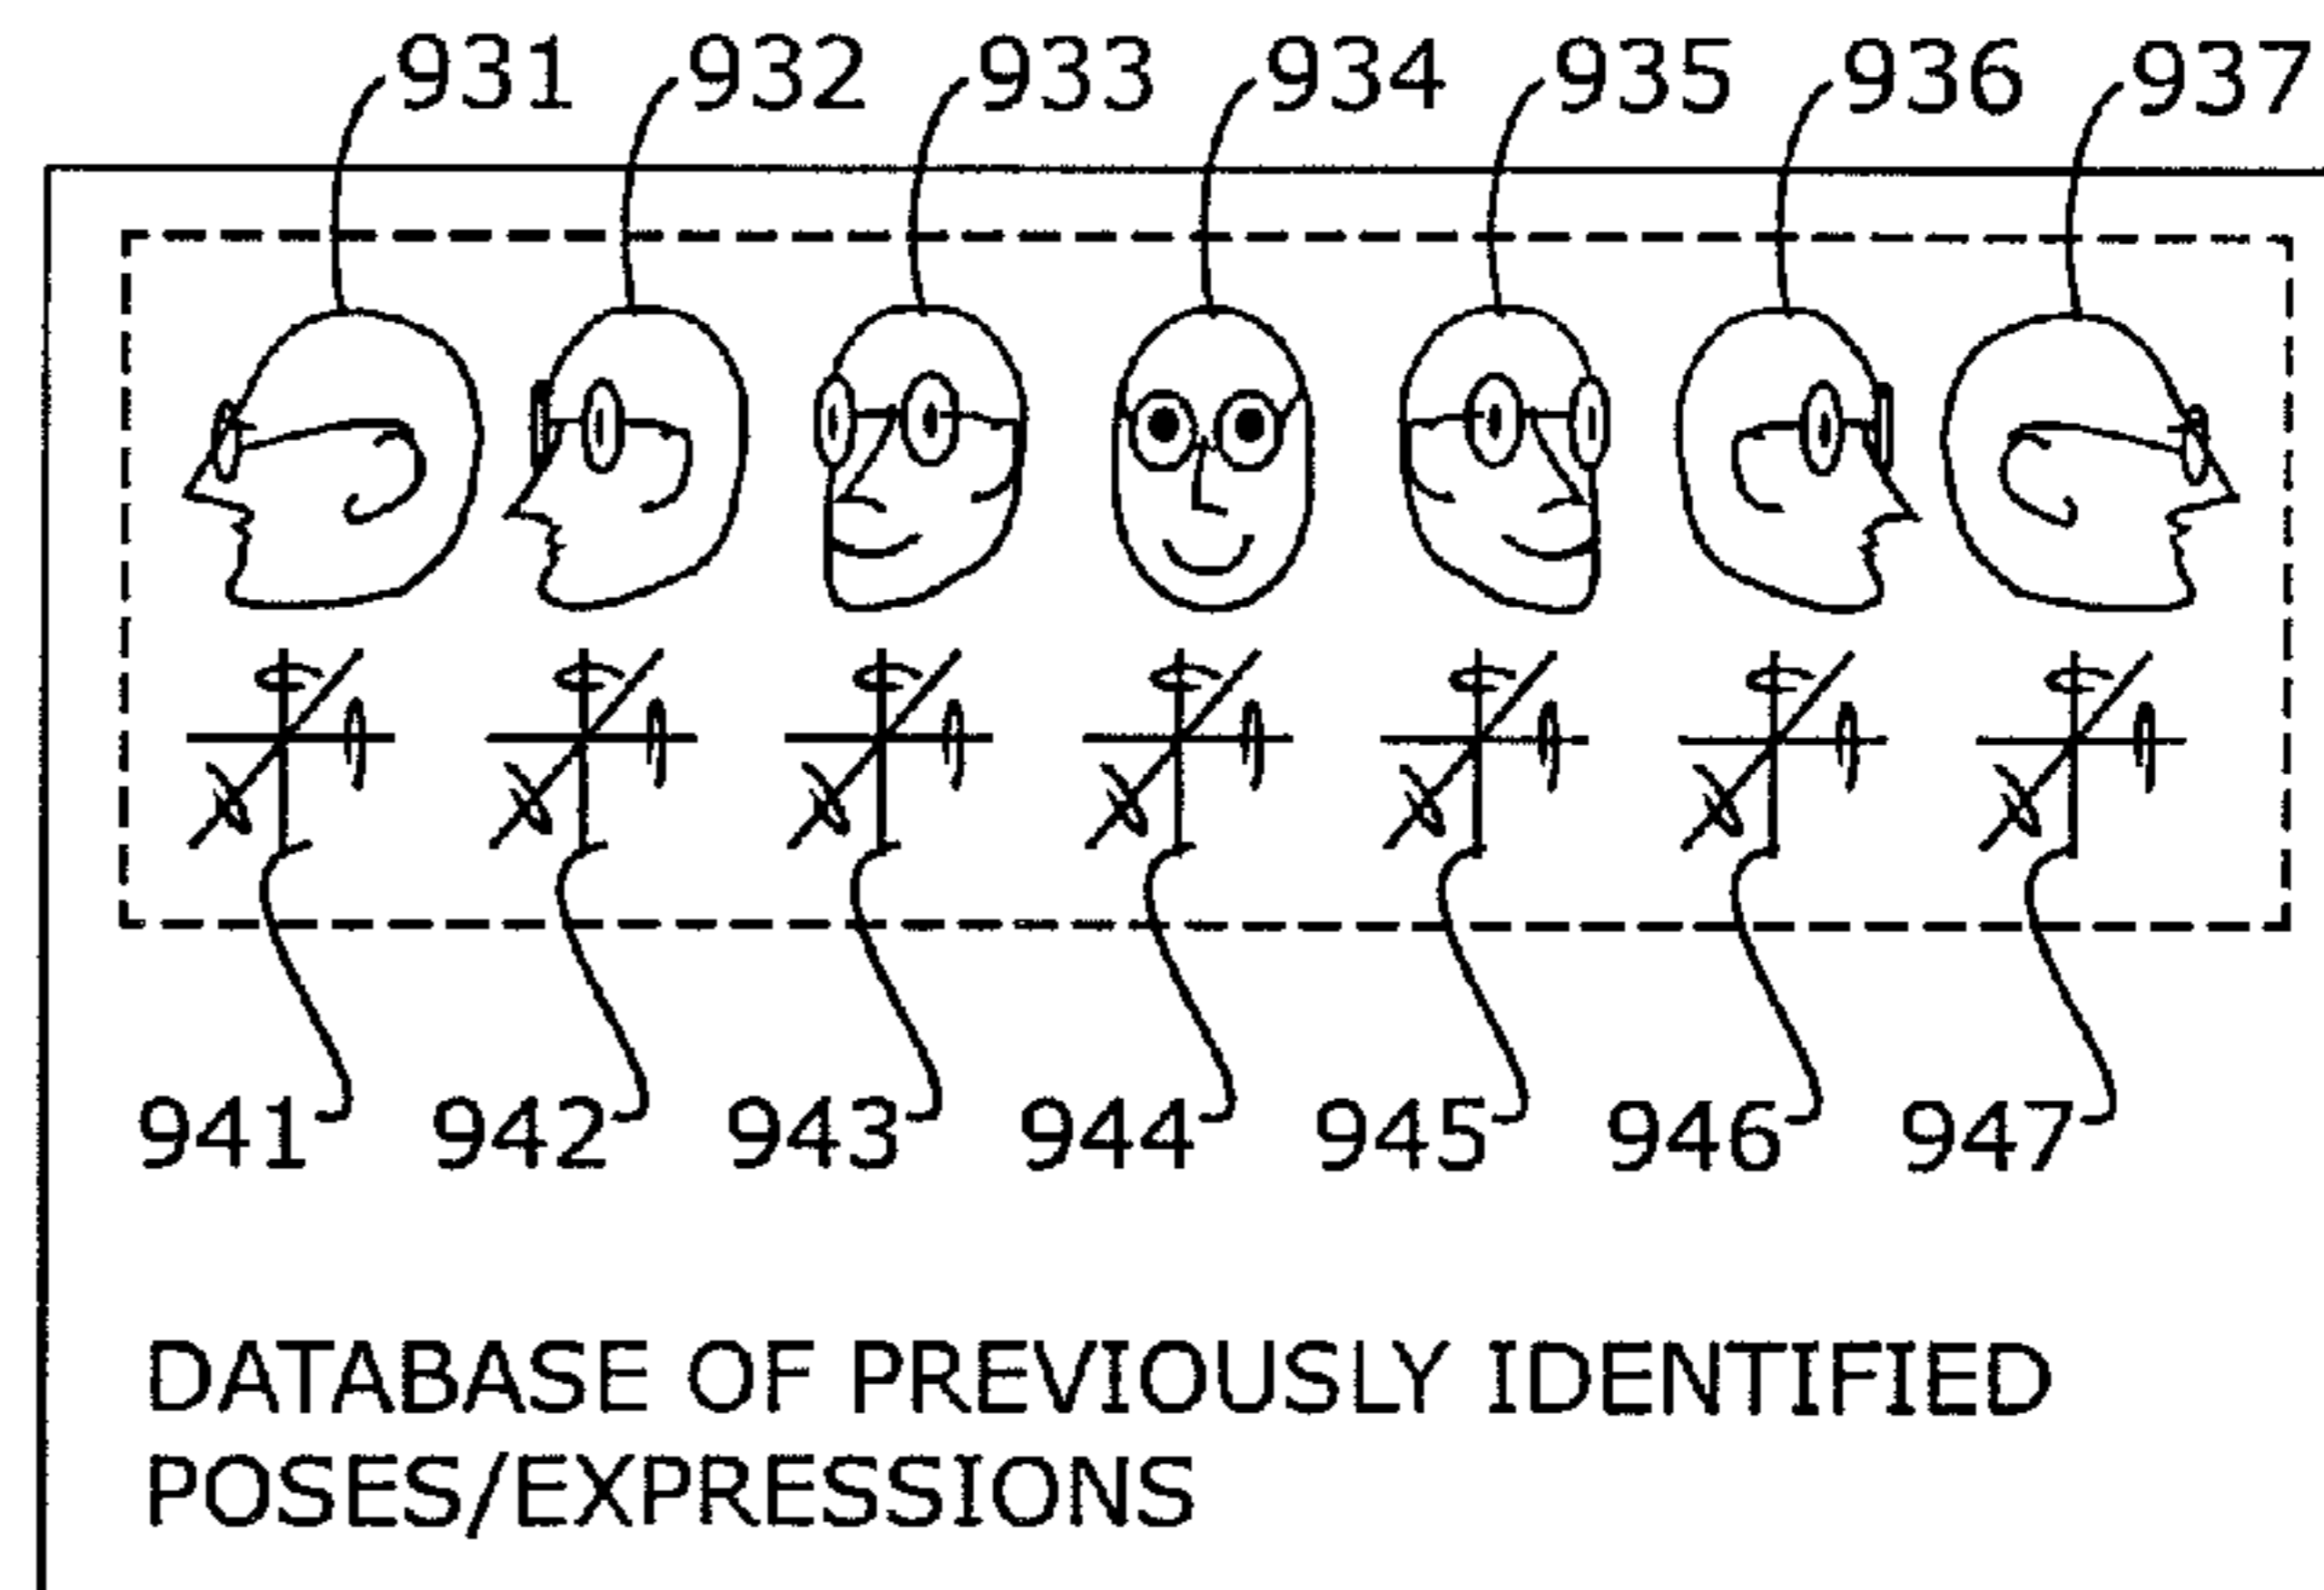 931 932 933 934 935 936 937
941 942 943 944 945 946 947
DATABASE OF PREVIOUSLY IDENTIFIED
POSES/EXPRESSIONS